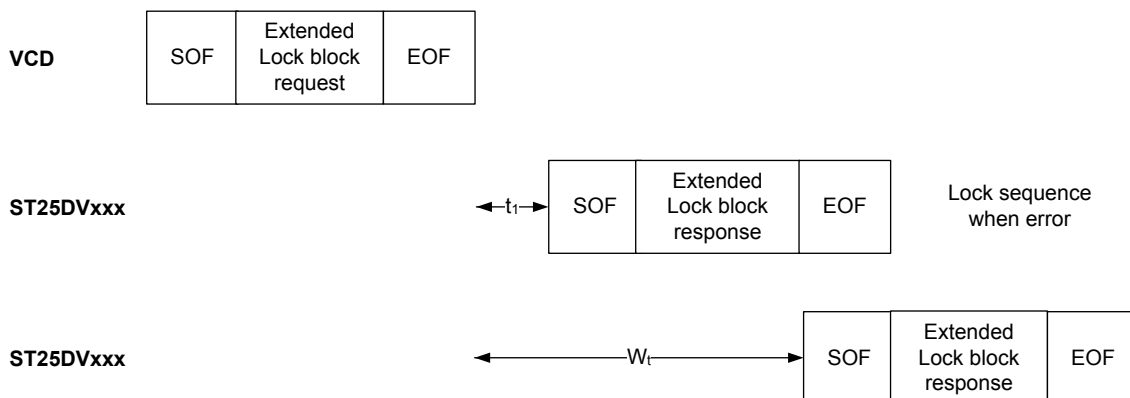 VCD
SOF
Extended
Lock block
request
EOF
ST25DVxxx
t1
SOF
Extended
Lock block
response
EOF
Lock sequence
when error
ST25DVxxx
Wt
SOF
Extended
Lock block
response
EOF